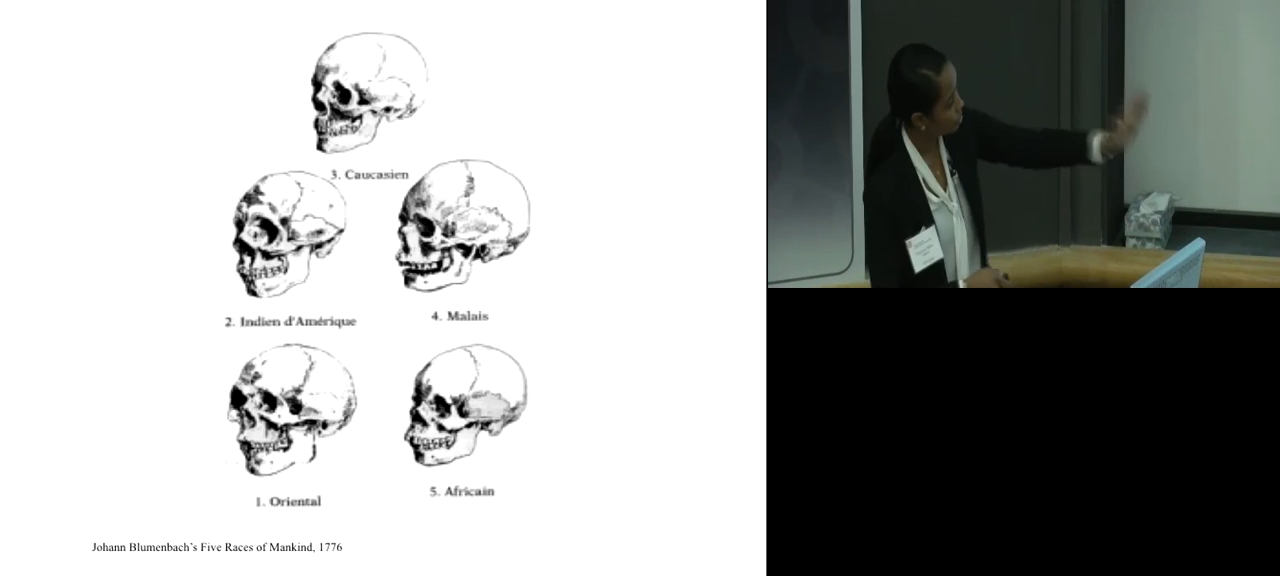 3. Caucasien
2. Indien d'Amérique
4. Malais
1. Oriental
5. Africain
Johann Blumenbach's Five Races of Mankind, 1776